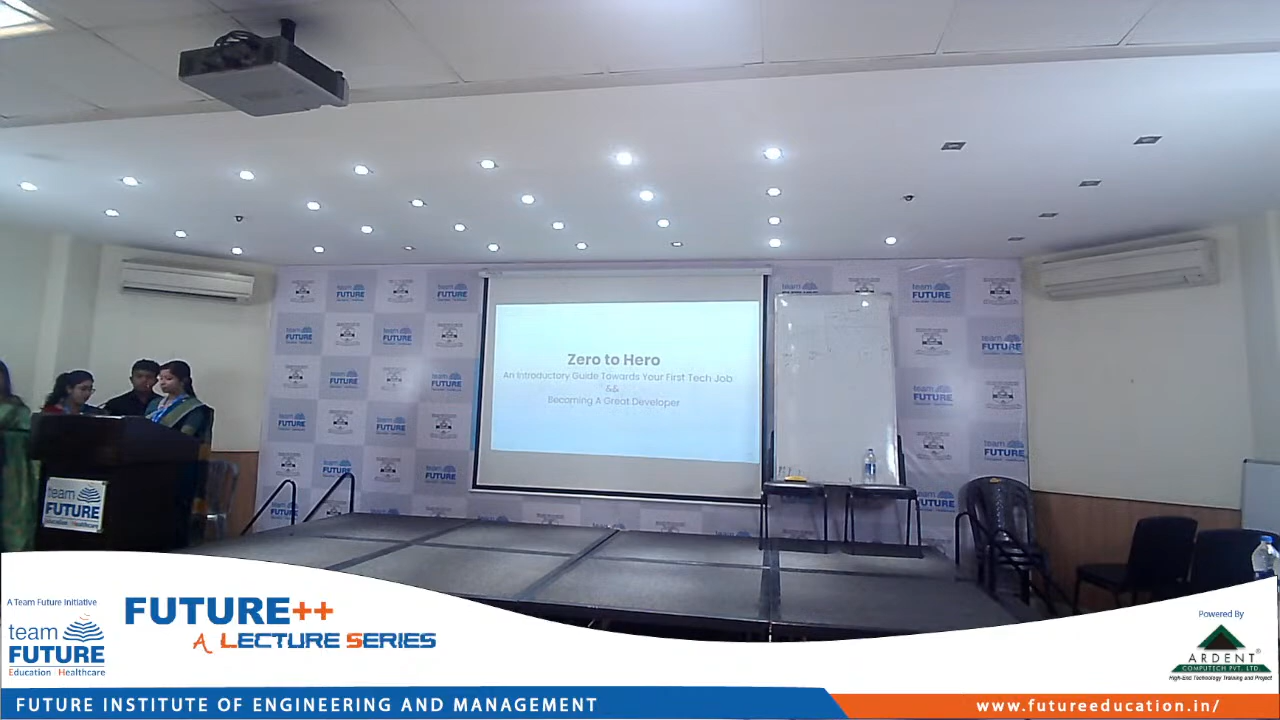 Zero to Hero
An Introductory Guide Towards Your First Tech Job
&&
Becoming A Great Developer
team
FUTURE
Education Healthcare
A Team Future Initiative
team
FUTURE
Education Healthcare
FUTURE++
A LECTURE SERIES
Powered By
ARDENT®
COMPUTECH PVT. LTD.
High-End Technology Training and Project
FUTURE INSTITUTE OF ENGINEERING AND MANAGEMENT
www.futureeducation.in/